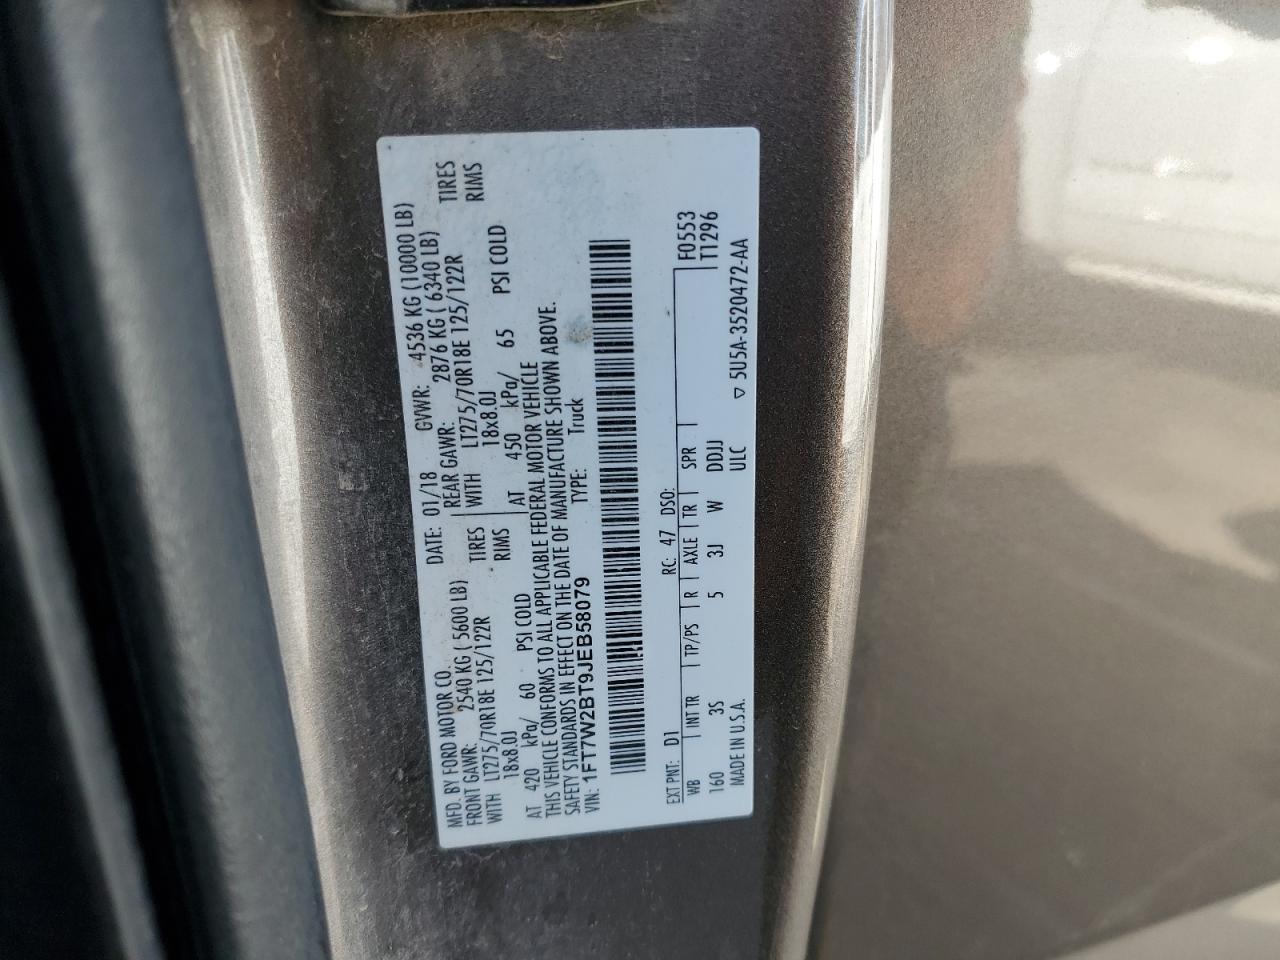 MFD. BY FORD MOTOR CO.
DATE: 01/18 GVWR: 4536 KG (10000 LB)
FRONT GAWR: 2540 KG ( 5600 LB) REAR GAWR: 2876 KG ( 6340 LB)
WITH LT275/70R18E 125/122R TIRES WITH LT275/70R18E 125/122R TIRES
18x8.0J RIMS 18x8.0J RIMS
AT 420 kPa/ 60 PSI COLD AT 450 kPa/ 65 PSI COLD
THIS VEHICLE CONFORMS TO ALL APPLICABLE FEDERAL MOTOR VEHICLE
SAFETY STANDARDS IN EFFECT ON THE DATE OF MANUFACTURE SHOWN ABOVE.
VIN: 1FT7W2BT9JEB58079 TYPE: Truck
EXT PNT: D1 RC: 47 DSO: F0553
WB INT TR TP/PS R AXLE TR SPR T1296
160 3S 5 3J W DDJJ
MADE IN U.S.A. ULC ▽ 5U5A-3520472-AA